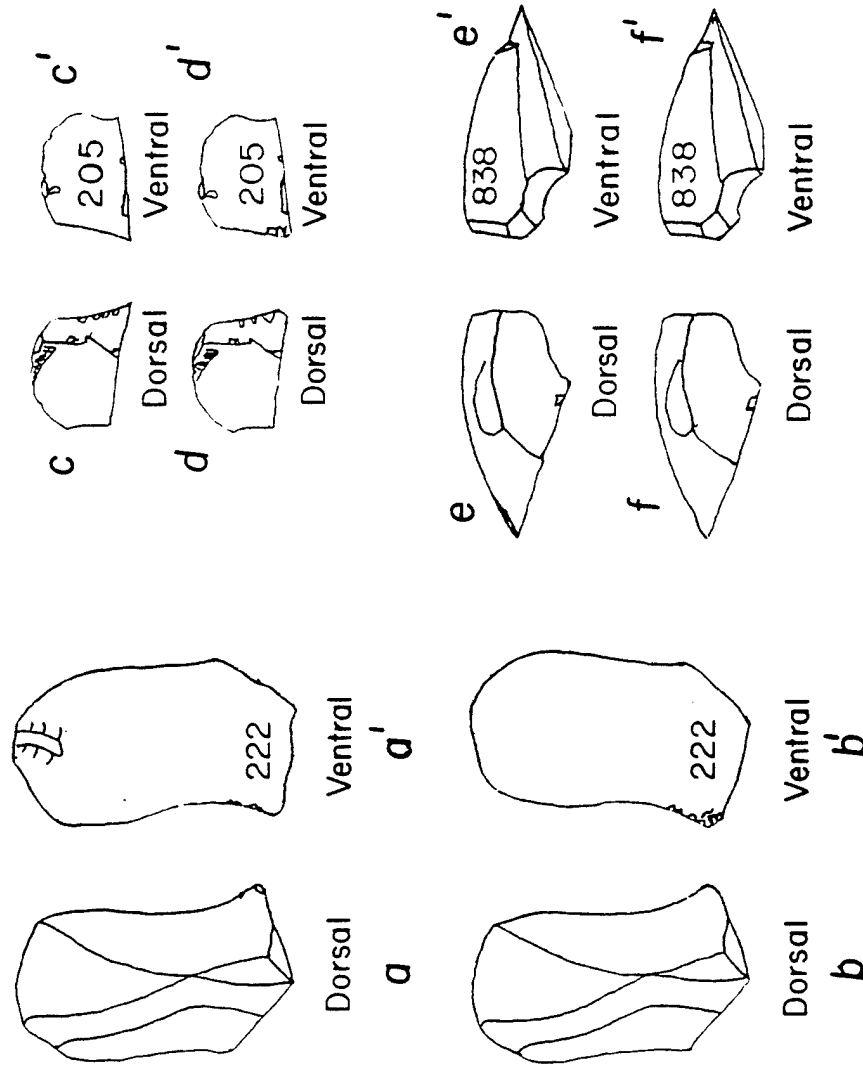 c
c'
205
Dorsal
Ventral
d
d'
205
Dorsal
Ventral
e
e'
838
Dorsal
Ventral
f
f'
838
Dorsal
Ventral
222
Dorsal
Ventral
a
a'
222
Dorsal
Ventral
b
b'